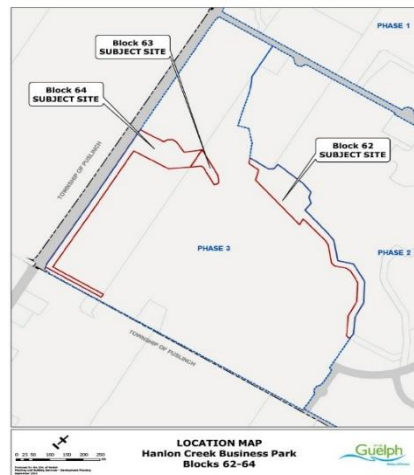 PHASE 1
Block 63
SUBJECT SITE
Block 64
SUBJECT SITE
TOWNSHIP OF PUSLINCH
Block 62
SUBJECT SITE
PHASE 3
PHASE 2
TOWNSHIP OF PUSLINCH
LOCATION MAP
Hanlon Creek Business Park
Blocks 62-64
Guelph